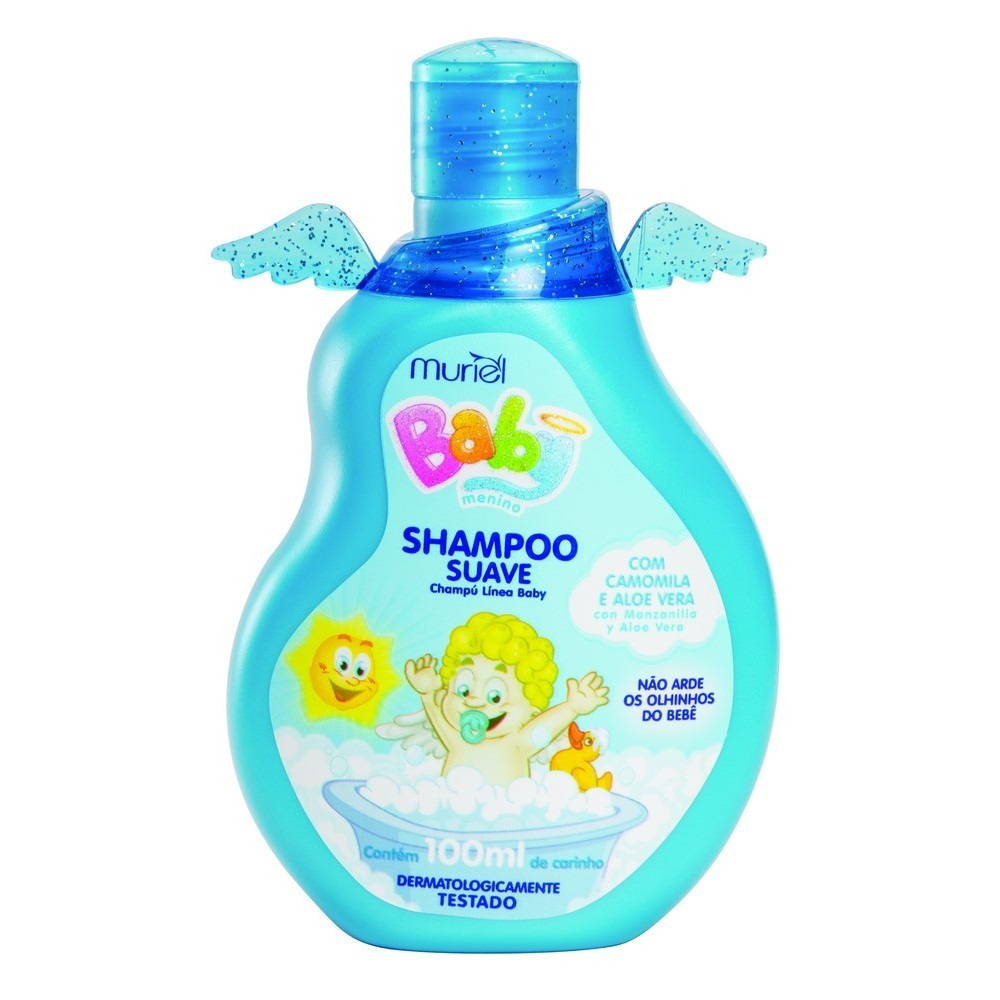 muriel
Baby
menino
SHAMPOO
SUAVE
Champú Línea Baby
COM
CAMOMILA
E ALOE VERA
con Manzanilla
y Aloe Vera
NÃO ARDE
OS OLHINHOS
DO BEBÊ
Contém 100ml de carinho
DERMATOLOGICAMENTE
TESTADO